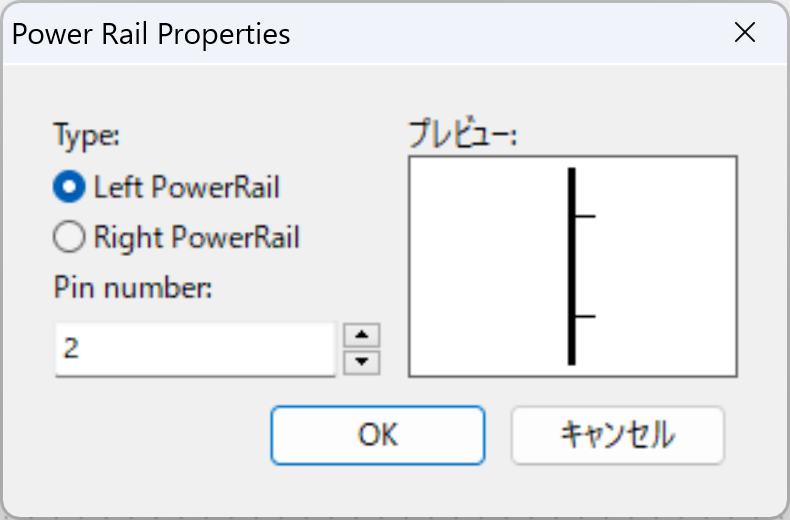 Power Rail Properties
Type:
プレビュー:
Left PowerRail
Right PowerRail
Pin number:
2
OK
キャンセル